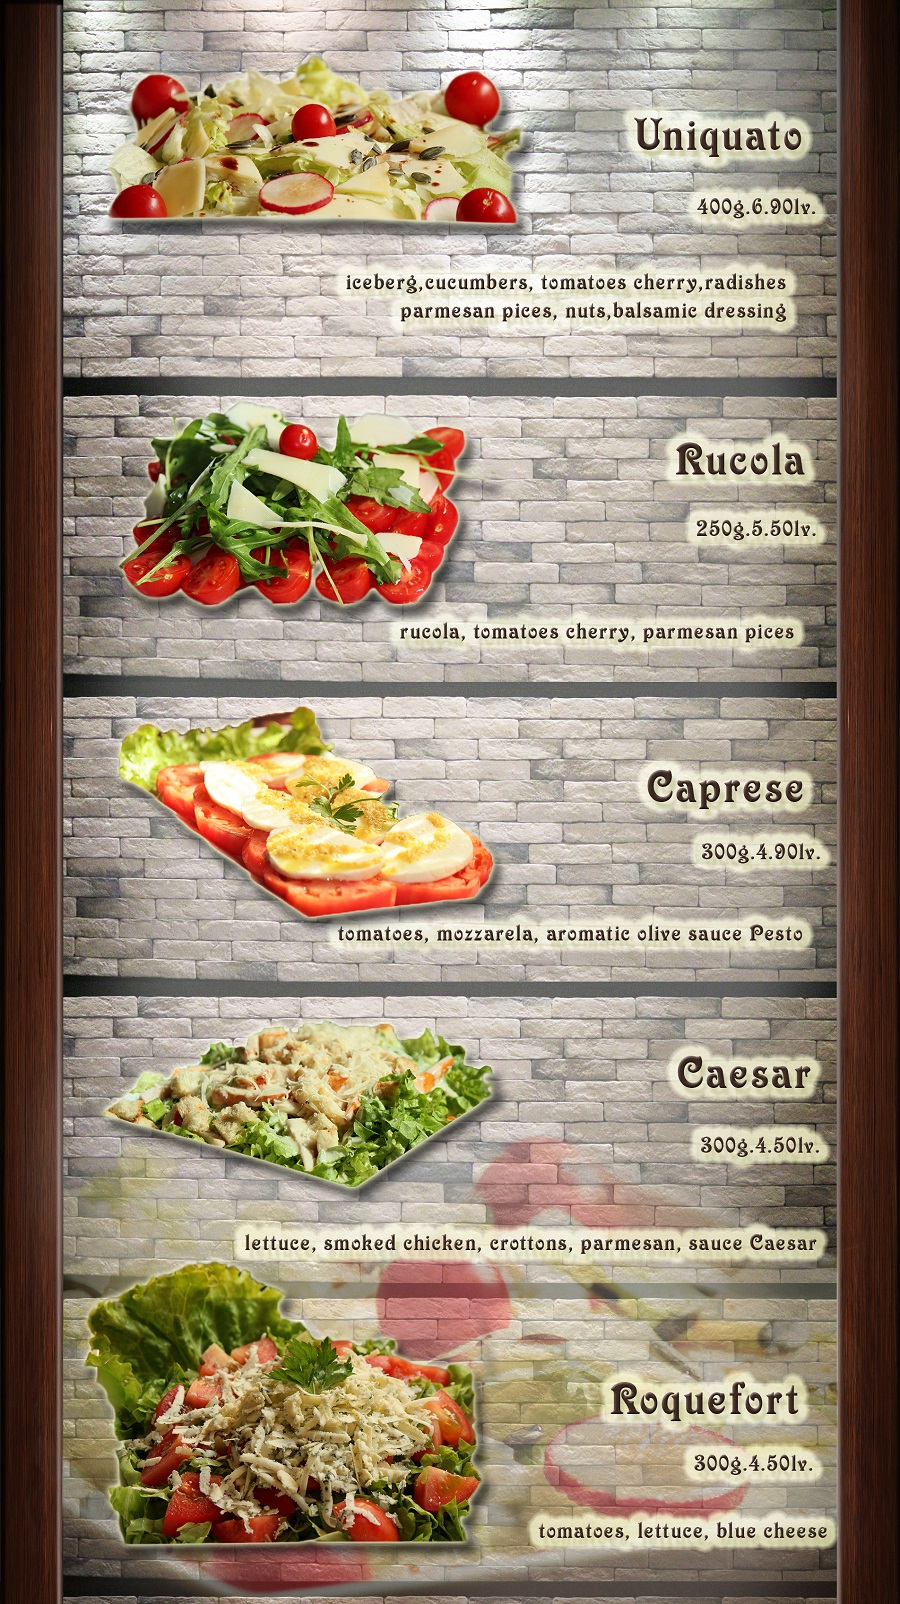 Uniquato
400g.6.90lv.
iceberg,cucumbers, tomatoes cherry,radishes
parmesan pices, nuts,balsamic dressing
Rucola
250g.5.50lv.
rucola, tomatoes cherry, parmesan pices
Caprese
300g.4.90lv.
tomatoes, mozzarela, aromatic olive sauce Pesto
Caesar
300g.4.50lv.
lettuce, smoked chicken, crottons, parmesan, sauce Caesar
Roquefort
300g.4.50lv.
tomatoes, lettuce, blue cheese